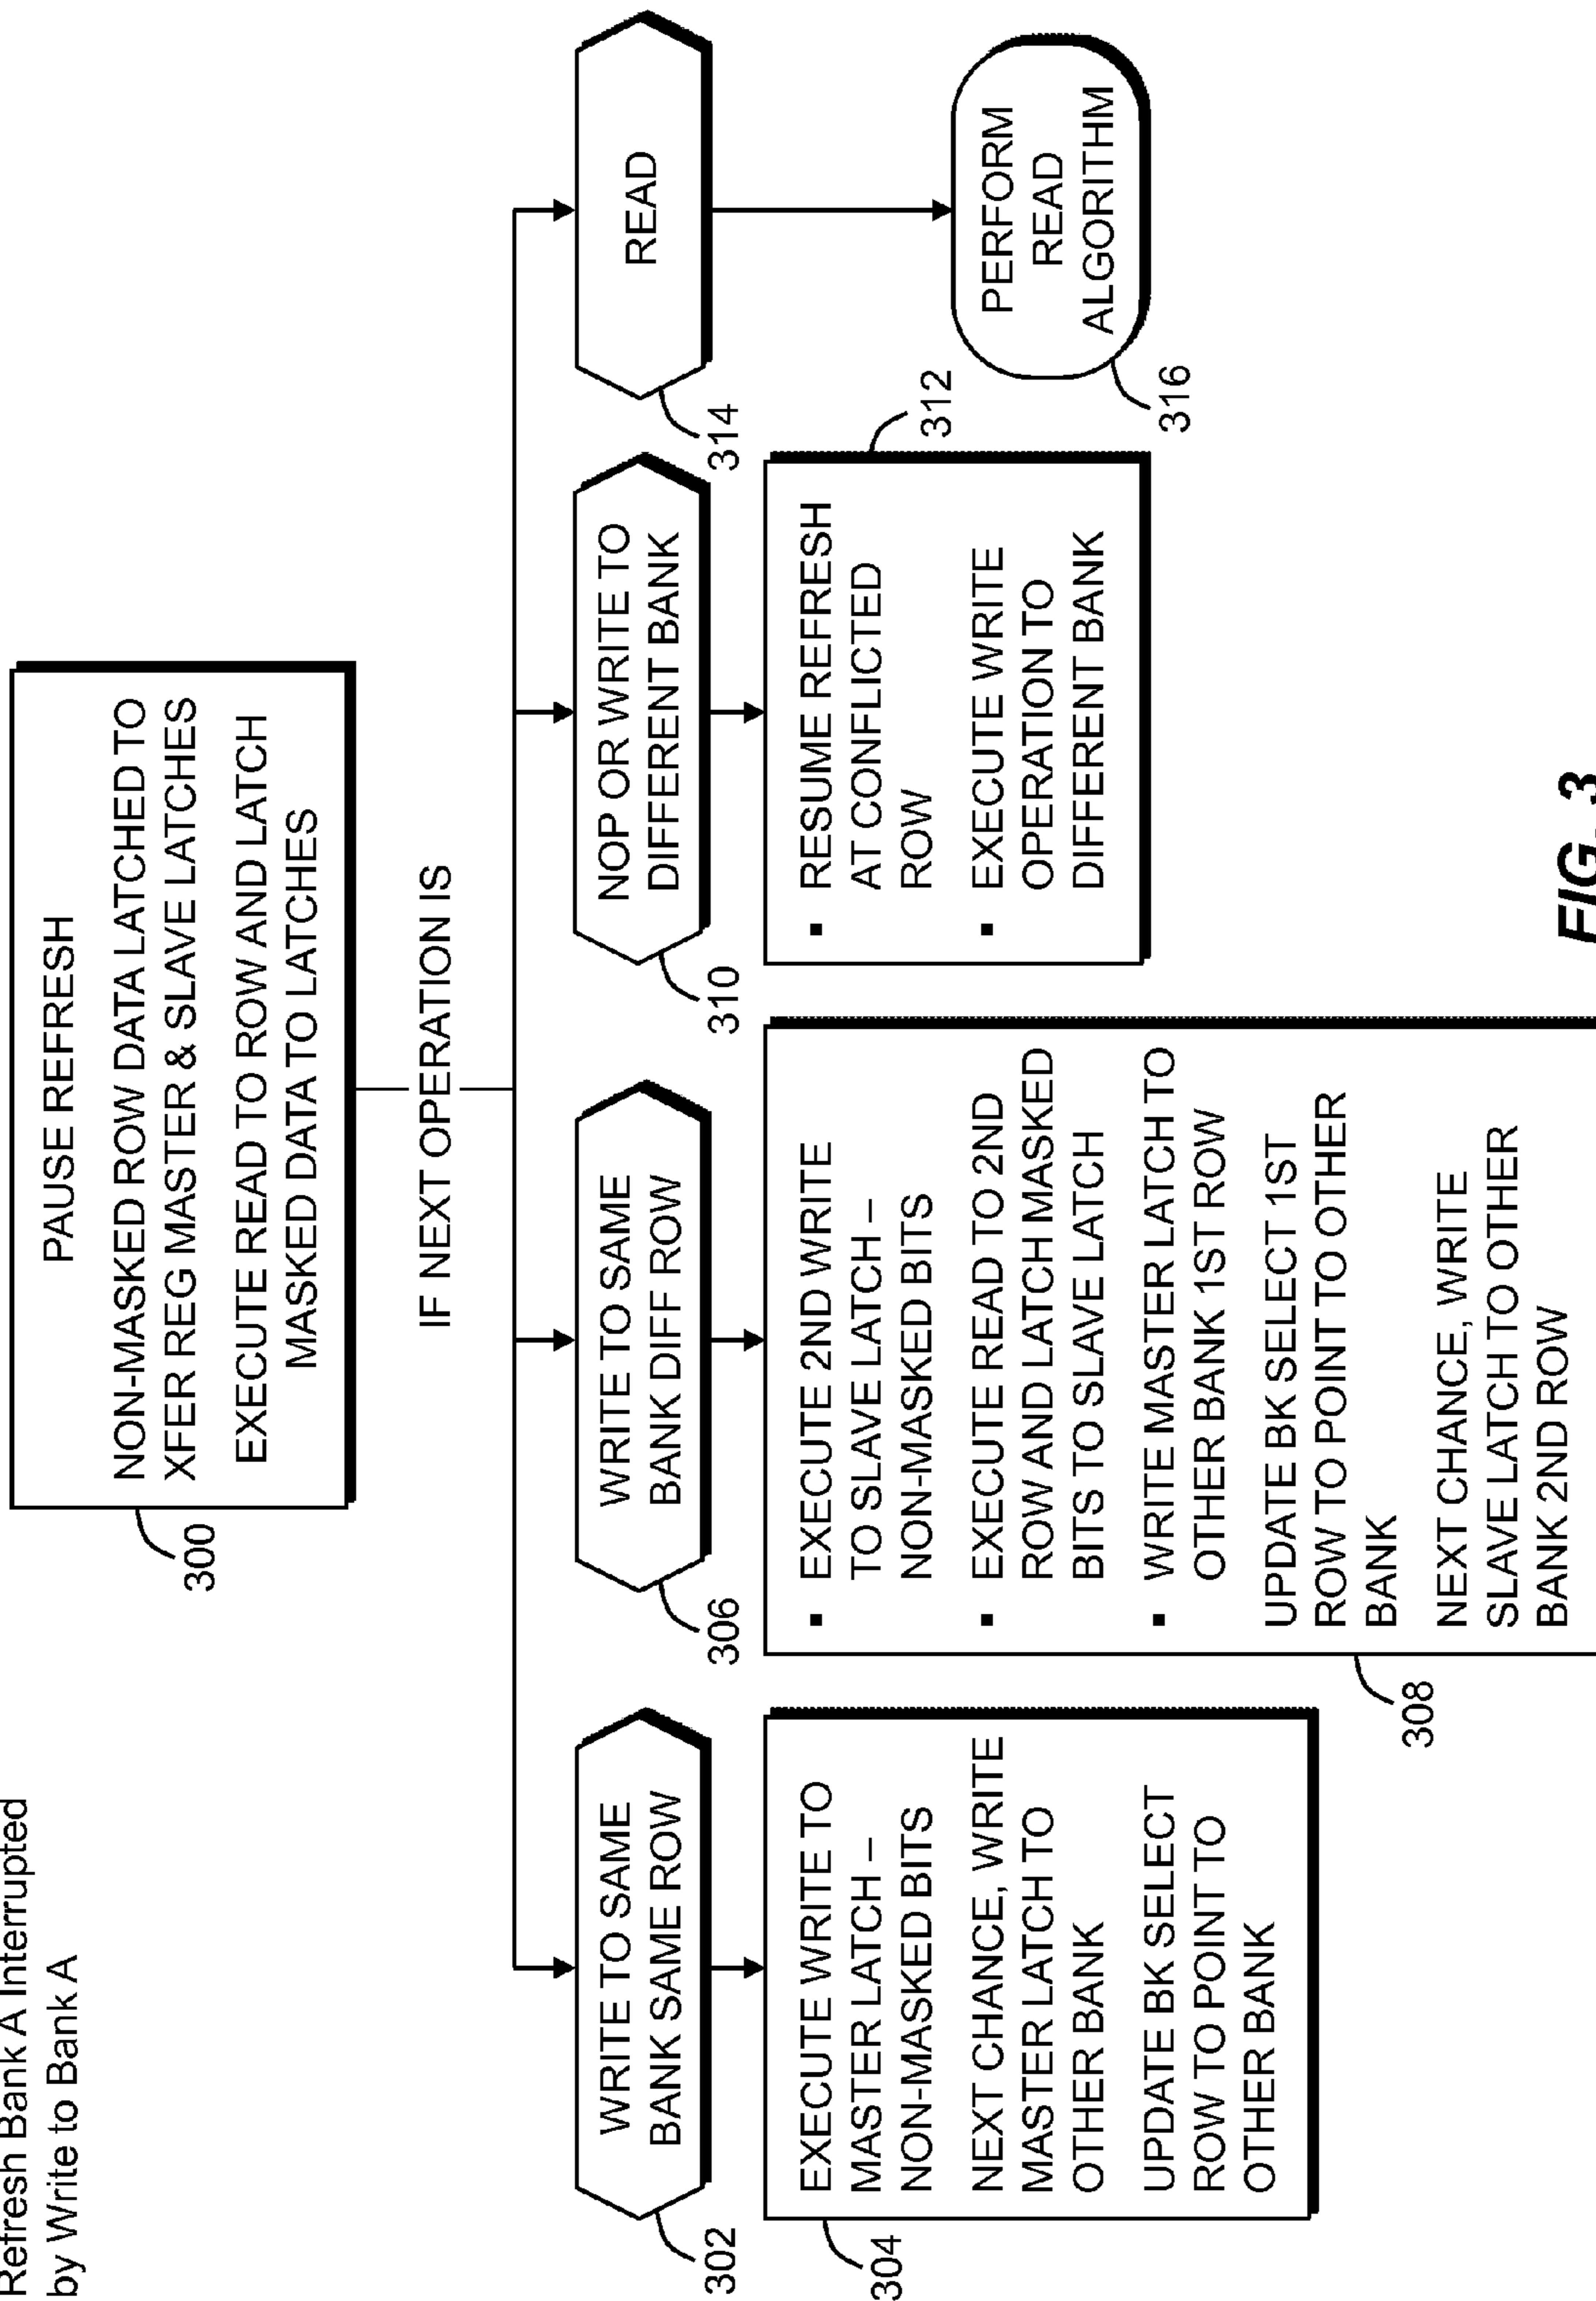 Refresh Bank A Interrupted
by Write to Bank A
PAUSE REFRESH
NON-MASKED ROW DATA LATCHED TO
XFER REG MASTER & SLAVE LATCHES
EXECUTE READ TO ROW AND LATCH
MASKED DATA TO LATCHES
300
IF NEXT OPERATION IS
WRITE TO SAME
BANK SAME ROW
302
EXECUTE WRITE TO
MASTER LATCH –
NON-MASKED BITS
NEXT CHANCE, WRITE
MASTER LATCH TO
OTHER BANK
UPDATE BK SELECT
ROW TO POINT TO
OTHER BANK
304
WRITE TO SAME
BANK DIFF ROW
306
▪ EXECUTE 2ND WRITE
TO SLAVE LATCH –
NON-MASKED BITS
▪ EXECUTE READ TO 2ND
ROW AND LATCH MASKED
BITS TO SLAVE LATCH
▪ WRITE MASTER LATCH TO
OTHER BANK 1ST ROW
UPDATE BK SELECT 1ST
ROW TO POINT TO OTHER
BANK
NEXT CHANCE, WRITE
SLAVE LATCH TO OTHER
BANK 2ND ROW
308
NOP OR WRITE TO
DIFFERENT BANK
310
▪ RESUME REFRESH
AT CONFLICTED
ROW
▪ EXECUTE WRITE
OPERATION TO
DIFFERENT BANK
312
READ
314
PERFORM
READ
ALGORITHM
316
FIG. 3